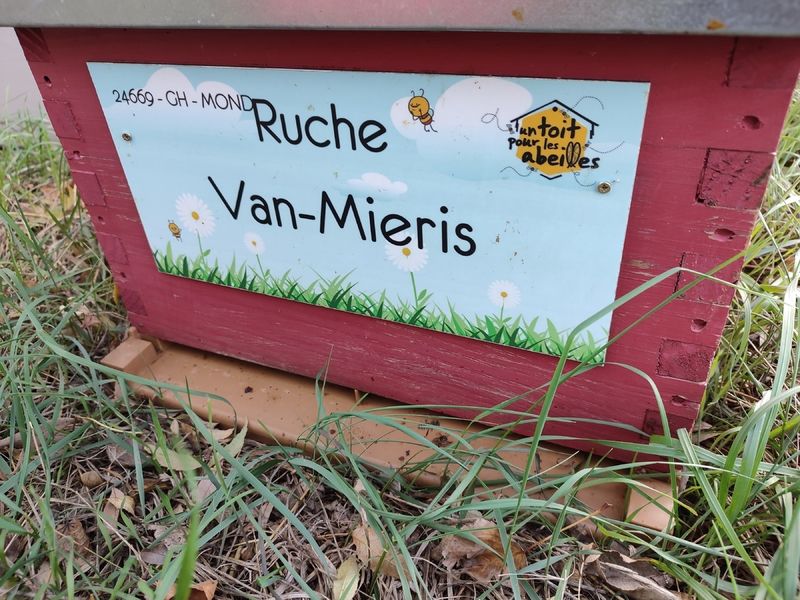 24669 - GH - MOND
Ruche
Van-Mieris
un toit
pour les
abeilles